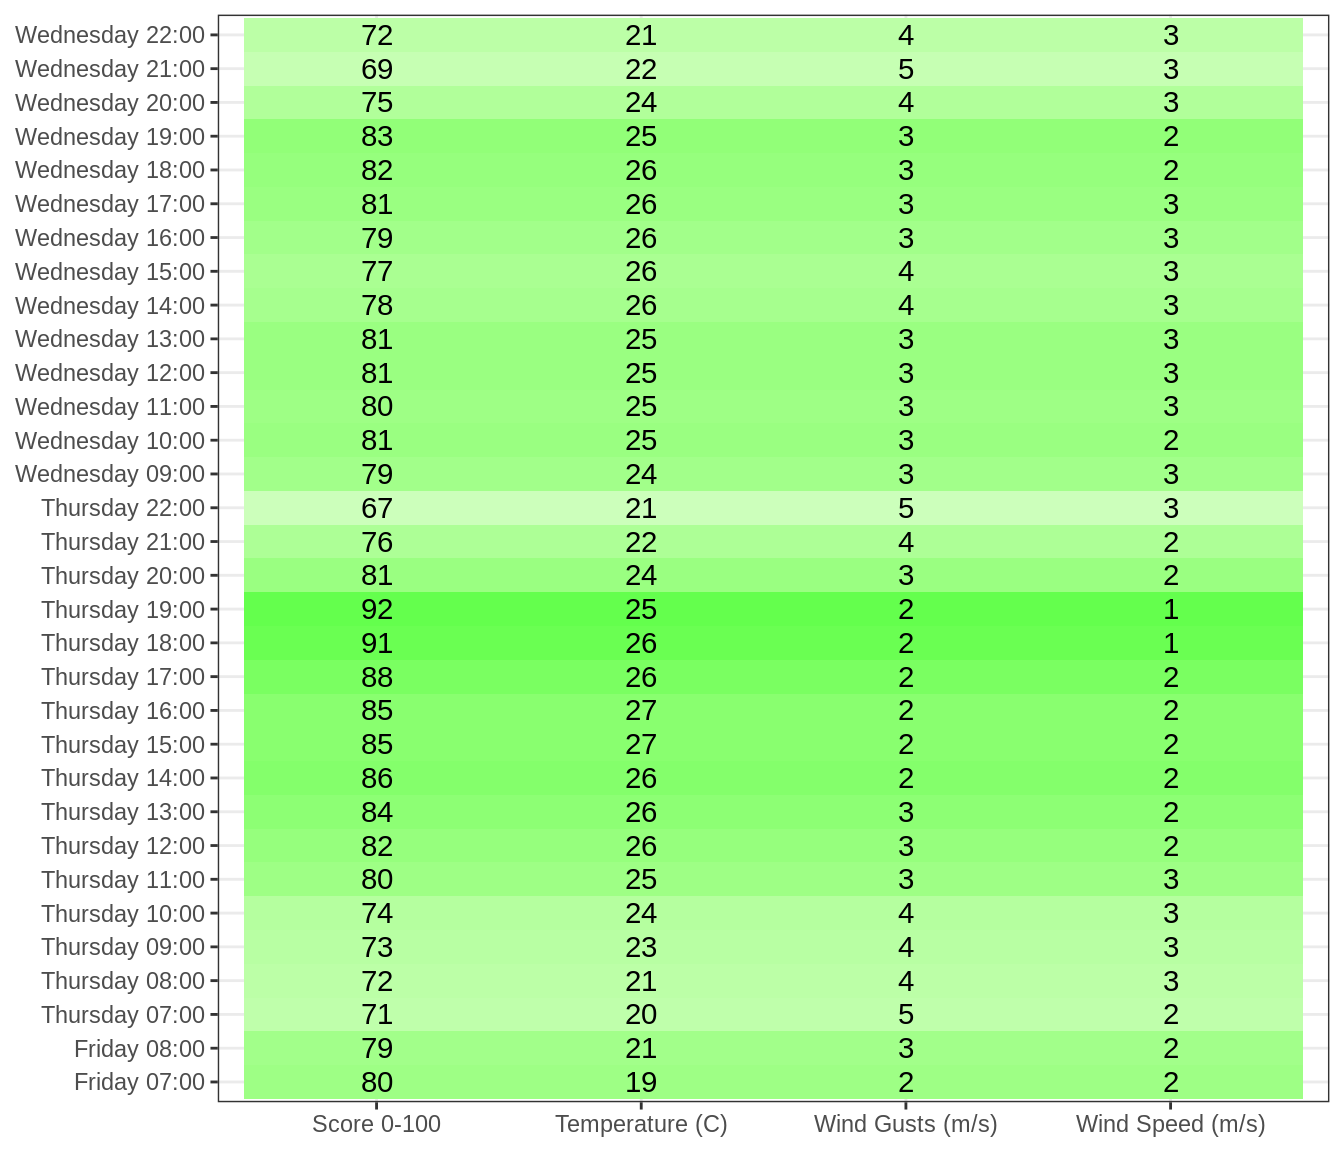 Wednesday 22:00 72 21 4 3
Wednesday 21:00 69 22 5 3
Wednesday 20:00 75 24 4 3
Wednesday 19:00 83 25 3 2
Wednesday 18:00 82 26 3 2
Wednesday 17:00 81 26 3 3
Wednesday 16:00 79 26 3 3
Wednesday 15:00 77 26 4 3
Wednesday 14:00 78 26 4 3
Wednesday 13:00 81 25 3 3
Wednesday 12:00 81 25 3 3
Wednesday 11:00 80 25 3 3
Wednesday 10:00 81 25 3 2
Wednesday 09:00 79 24 3 3
Thursday 22:00 67 21 5 3
Thursday 21:00 76 22 4 2
Thursday 20:00 81 24 3 2
Thursday 19:00 92 25 2 1
Thursday 18:00 91 26 2 1
Thursday 17:00 88 26 2 2
Thursday 16:00 85 27 2 2
Thursday 15:00 85 27 2 2
Thursday 14:00 86 26 2 2
Thursday 13:00 84 26 3 2
Thursday 12:00 82 26 3 2
Thursday 11:00 80 25 3 3
Thursday 10:00 74 24 4 3
Thursday 09:00 73 23 4 3
Thursday 08:00 72 21 4 3
Thursday 07:00 71 20 5 2
Friday 08:00 79 21 3 2
Friday 07:00 80 19 2 2
Score 0-100 Temperature (C) Wind Gusts (m/s) Wind Speed (m/s)